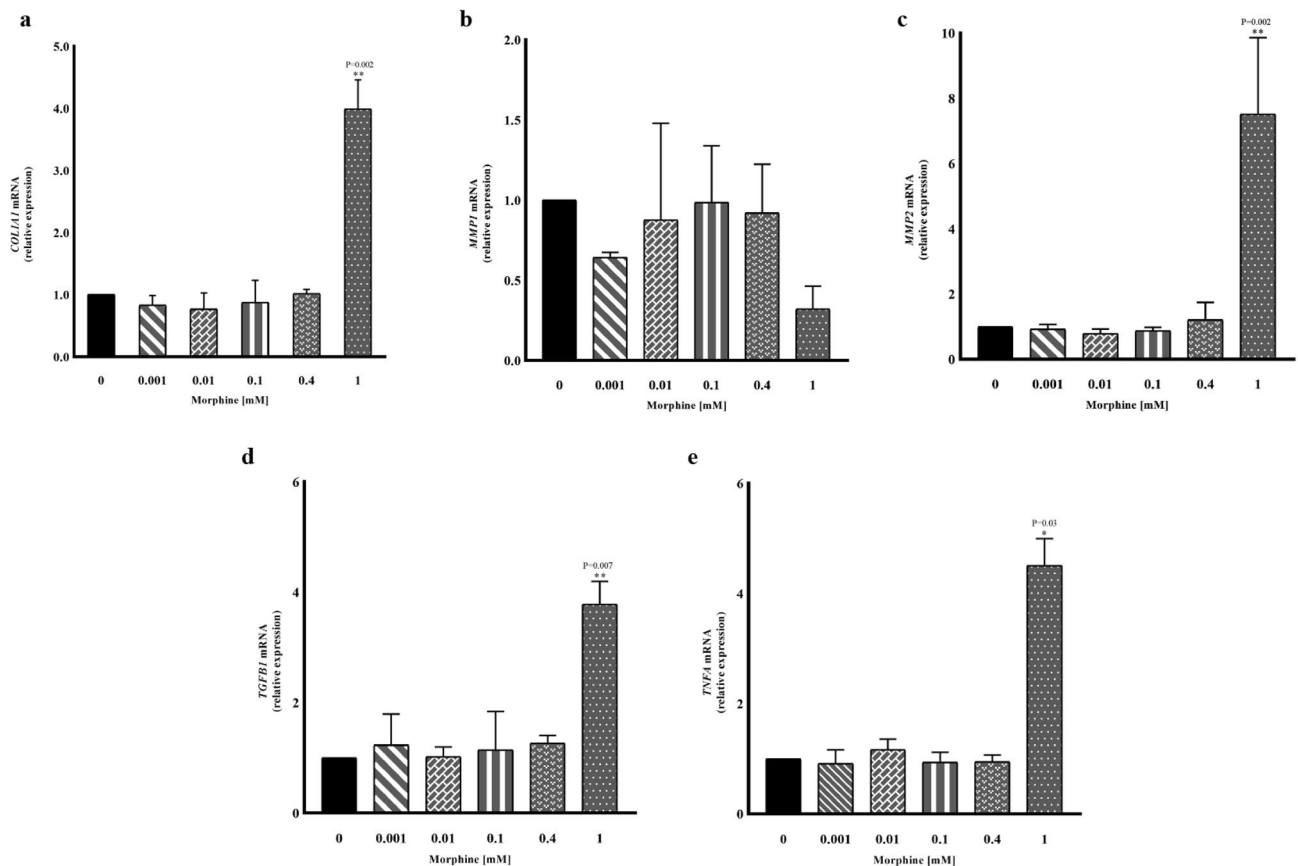 a
COL1A1 mRNA
(relative expression)
5.0
4.0
3.0
2.0
1.0
0.0
P=0.002
**
0 0.001 0.01 0.1 0.4 1
Morphine [mM]
b
MMP1 mRNA
(relative expression)
2.0
1.5
1.0
0.5
0.0
0 0.001 0.01 0.1 0.4 1
Morphine [mM]
c
MMP2 mRNA
(relative expression)
10
8
6
4
2
0
P=0.002
**
0 0.001 0.01 0.1 0.4 1
Morphine [mM]
d
TGFB1 mRNA
(relative expression)
6
4
2
0
P=0.007
**
0 0.001 0.01 0.1 0.4 1
Morphine [mM]
e
TNFA mRNA
(relative expression)
6
4
2
0
P=0.03
*
0 0.001 0.01 0.1 0.4 1
Morphine [mM]